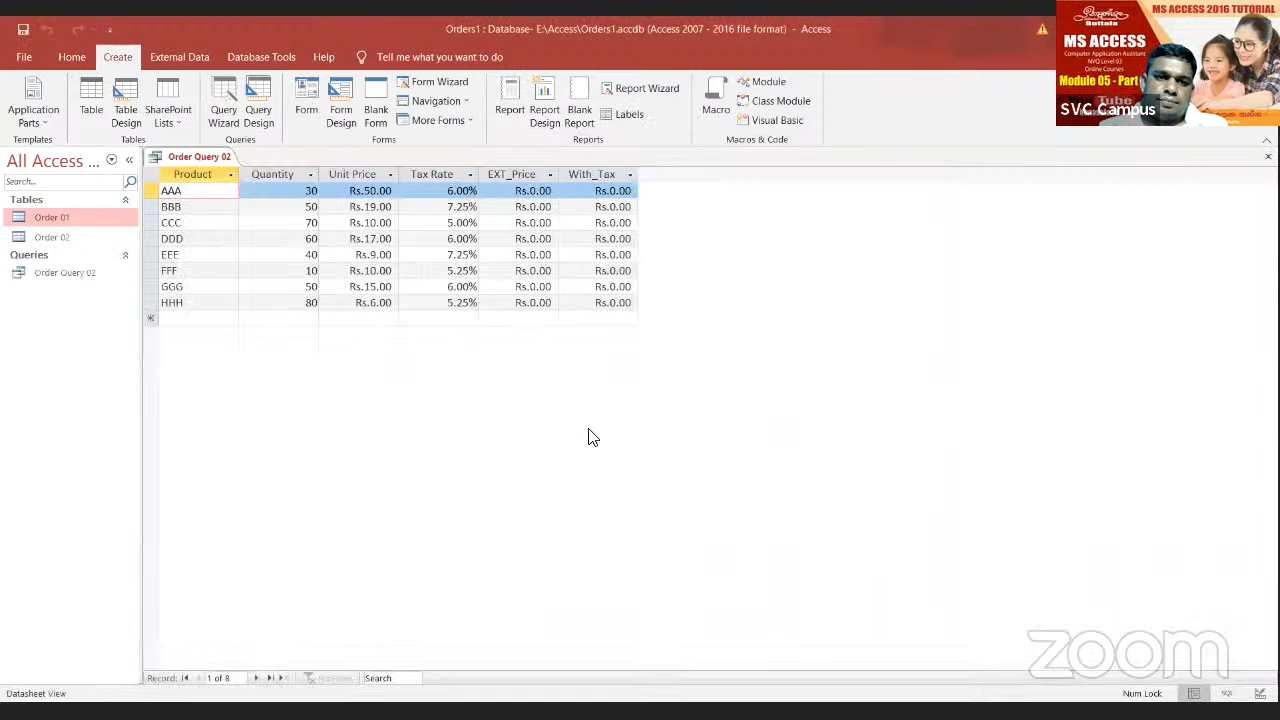 Orders1 : Database- E:\Access\Orders1.accdb (Access 2007 - 2016 file format) - Access
File Home Create External Data Database Tools Help Tell me what you want to do
Application Parts
Table
Table Design
SharePoint Lists
Query Wizard
Query Design
Form
Form Design
Blank Form
Form Wizard
Navigation
More Forms
Report
Report Design
Blank Report
Report Wizard
Labels
Macro
Module
Class Module
Visual Basic
Templates Tables Queries Forms Reports Macros & Code
MS ACCESS 2016 TUTORIAL
MS ACCESS
Computer Application Assistant
NVQ Level 03
Online Courses
Module 05 - Part
SVC Campus
All Access ...
Search...
Tables
Order 01
Order 02
Queries
Order Query 02
Order Query 02
Product Quantity Unit Price Tax Rate EXT_Price With_Tax
AAA 30 Rs.50.00 6.00% Rs.0.00 Rs.0.00
BBB 50 Rs.19.00 7.25% Rs.0.00 Rs.0.00
CCC 70 Rs.10.00 5.00% Rs.0.00 Rs.0.00
DDD 60 Rs.17.00 6.00% Rs.0.00 Rs.0.00
EEE 40 Rs.9.00 7.25% Rs.0.00 Rs.0.00
FFF 10 Rs.10.00 5.25% Rs.0.00 Rs.0.00
GGG 50 Rs.15.00 6.00% Rs.0.00 Rs.0.00
HHH 80 Rs.6.00 5.25% Rs.0.00 Rs.0.00
zoom
Record: 1 of 8 Search
Datasheet View Num Lock SQL